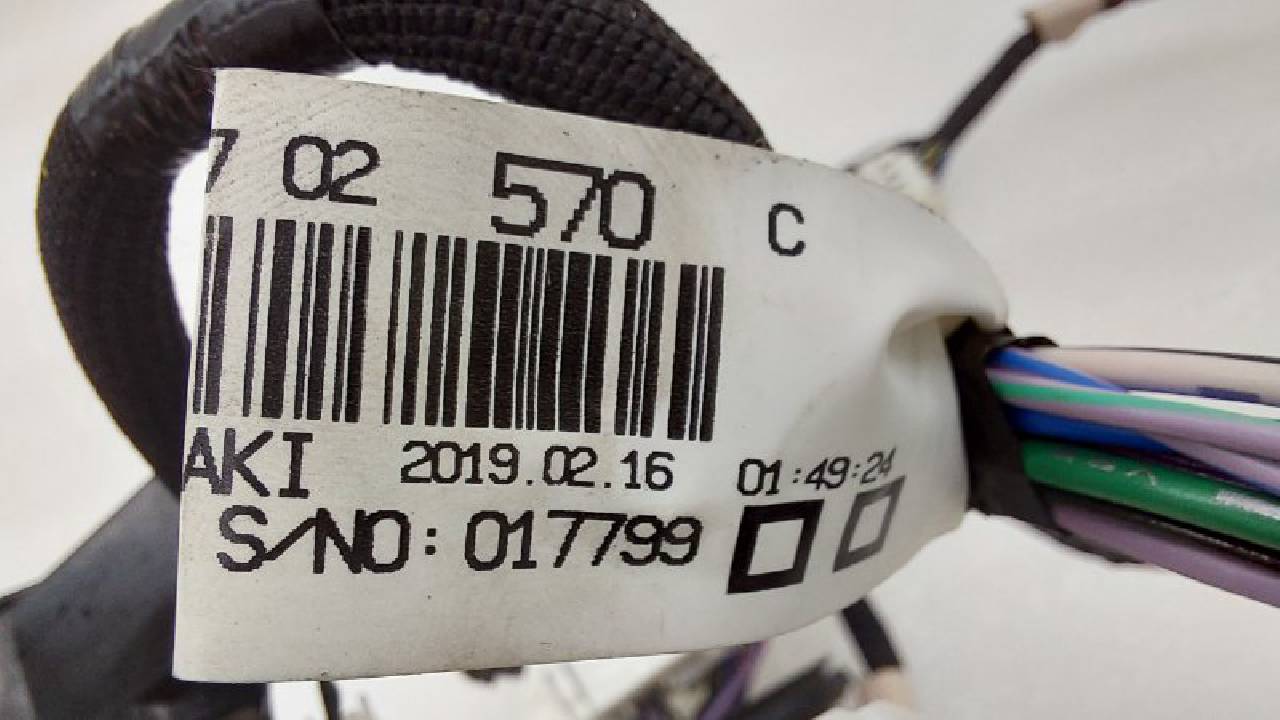 7 02 570 C
AKI 2019.02.16 01:49:24
S/NO: 017799